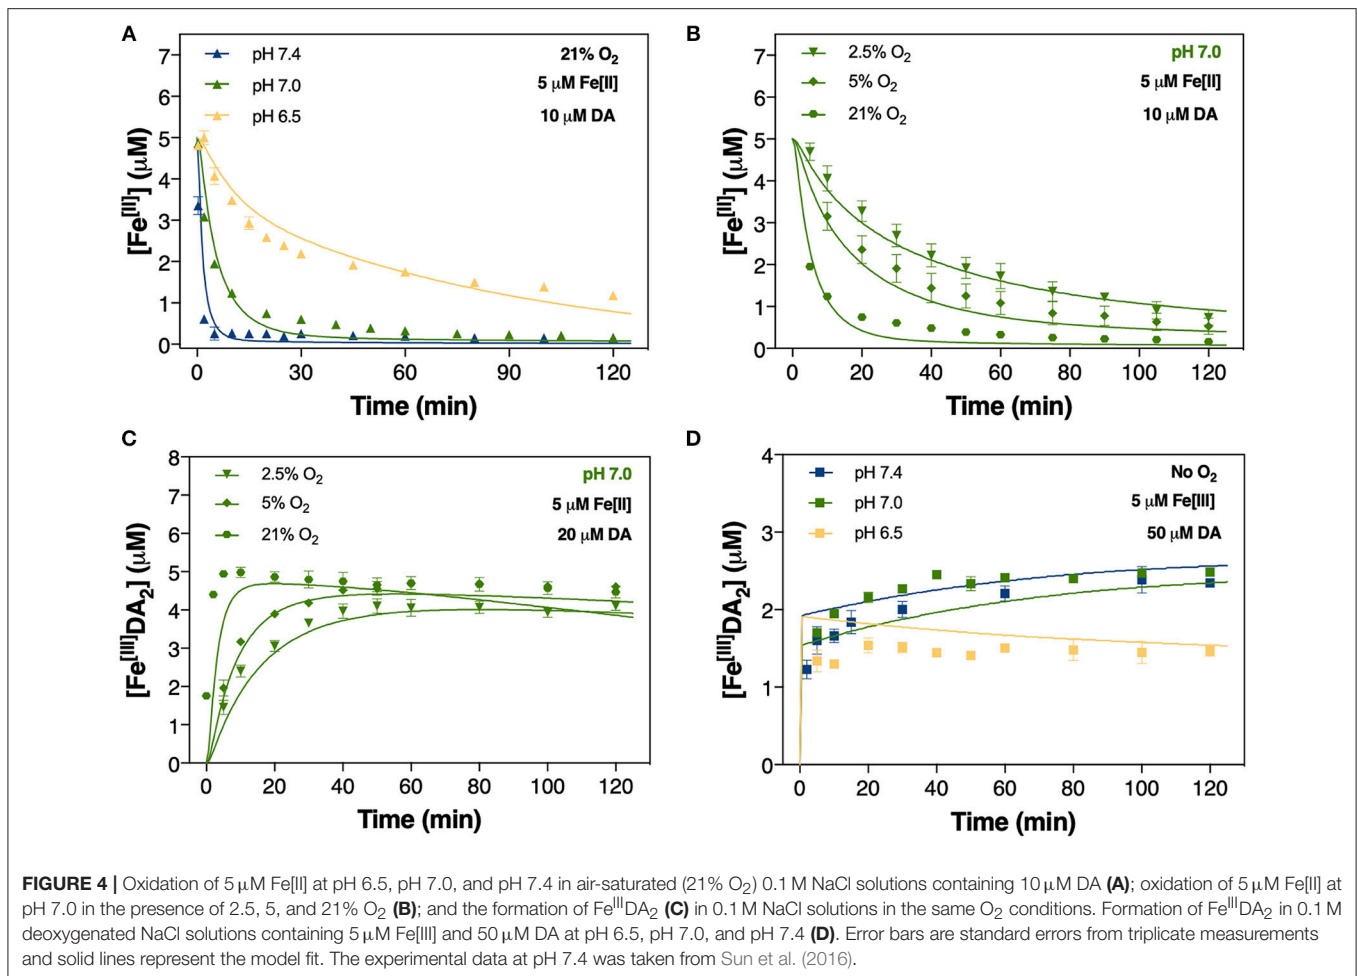 A
pH 7.4
pH 7.0
pH 6.5
21% O₂
5 μM Fe[II]
10 μM DA
[Fe[II]] (μM)
7
6
5
4
3
2
1
0
0 30 60 90 120
Time (min)
B
2.5% O₂
5% O₂
21% O₂
pH 7.0
5 μM Fe[II]
10 μM DA
[Fe[II]] (μM)
7
6
5
4
3
2
1
0
0 20 40 60 80 100 120
Time (min)
C
2.5% O₂
5% O₂
21% O₂
pH 7.0
5 μM Fe[II]
20 μM DA
[Fe[III]DA₂] (μM)
8
7
6
5
4
3
2
1
0
0 20 40 60 80 100 120
Time (min)
D
pH 7.4
pH 7.0
pH 6.5
No O₂
5 μM Fe[III]
50 μM DA
[Fe[III]DA₂] (μM)
4
3
2
1
0
0 20 40 60 80 100 120
Time (min)
FIGURE 4 | Oxidation of 5 μM Fe[II] at pH 6.5, pH 7.0, and pH 7.4 in air-saturated (21% O₂) 0.1 M NaCl solutions containing 10 μM DA (A); oxidation of 5 μM Fe[II] at
pH 7.0 in the presence of 2.5, 5, and 21% O₂ (B); and the formation of FeᴵᴵᴵDA₂ (C) in 0.1 M NaCl solutions in the same O₂ conditions. Formation of FeᴵᴵᴵDA₂ in 0.1 M
deoxygenated NaCl solutions containing 5 μM Fe[III] and 50 μM DA at pH 6.5, pH 7.0, and pH 7.4 (D). Error bars are standard errors from triplicate measurements
and solid lines represent the model fit. The experimental data at pH 7.4 was taken from Sun et al. (2016).